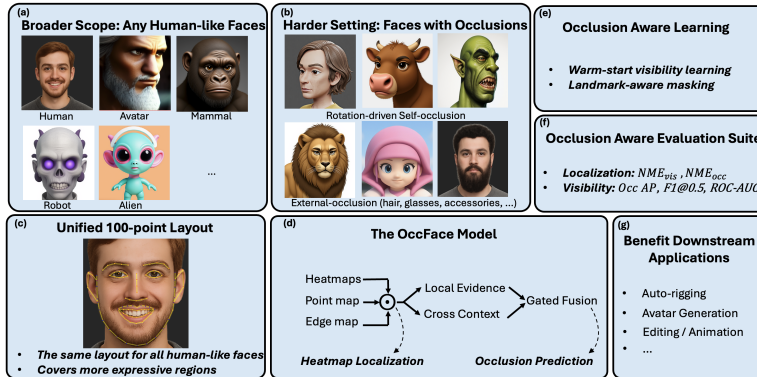 (a)
Broader Scope: Any Human-like Faces
Human
Avatar
Mammal
Robot
Alien
...
(b)
Harder Setting: Faces with Occlusions
Rotation-driven Self-occlusion
External-occlusion (hair, glasses, accessories, ...)
(e)
Occlusion Aware Learning
• Warm-start visibility learning
• Landmark-aware masking
(f)
Occlusion Aware Evaluation Suite
• Localization: NME_vis , NME_occ
• Visibility: Occ AP, F1@0.5, ROC-AUC
(c)
Unified 100-point Layout
• The same layout for all human-like faces
• Covers more expressive regions
(d)
The OccFace Model
Heatmaps
Point map
Edge map
Local Evidence
Cross Context
Gated Fusion
Heatmap Localization
Occlusion Prediction
(g)
Benefit Downstream
Applications
• Auto-rigging
• Avatar Generation
• Editing / Animation
• ...